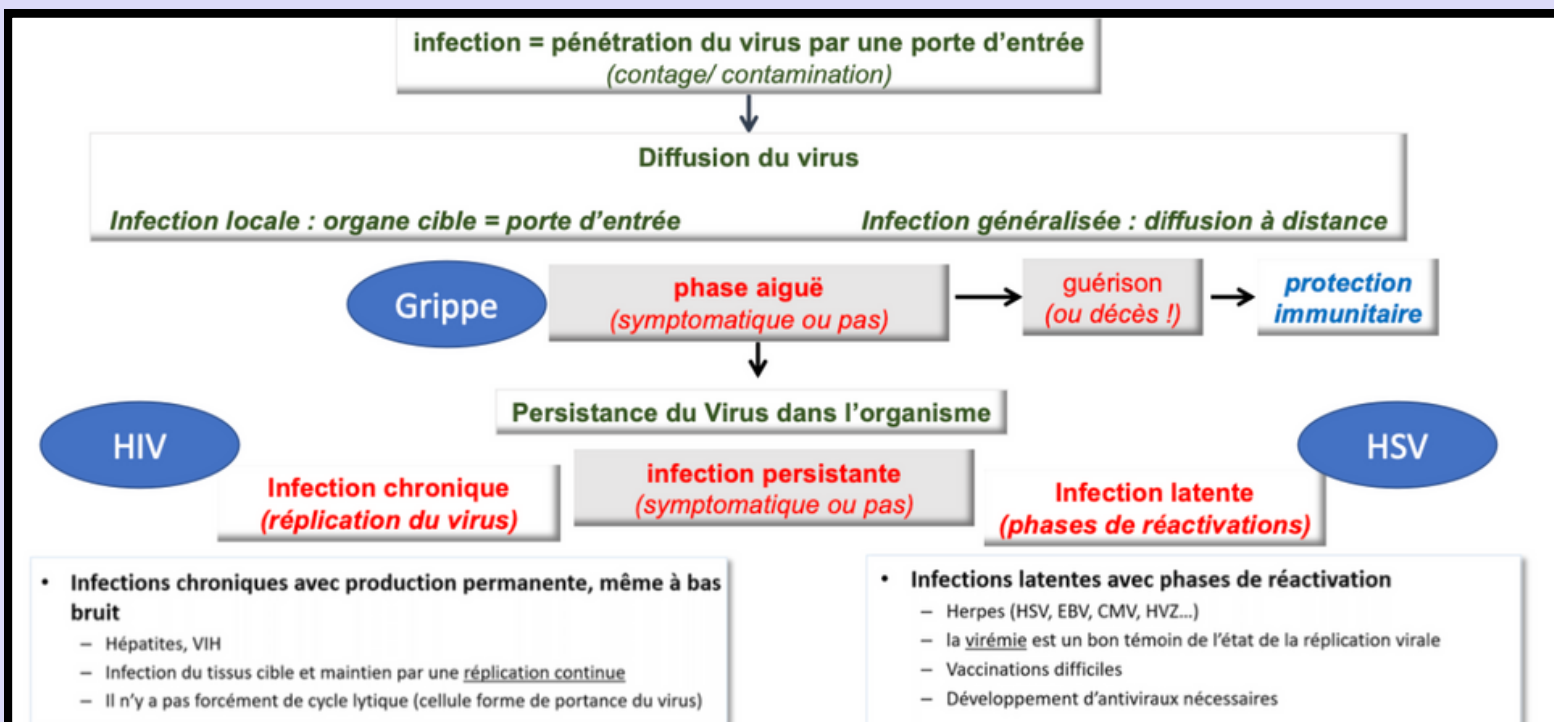 infection = pénétration du virus par une porte d'entrée
(contage/ contamination)
Diffusion du virus
Infection locale : organe cible = porte d'entrée
Infection généralisée : diffusion à distance
Grippe
phase aiguë
(symptomatique ou pas)
guérison
(ou décès !)
protection
immunitaire
Persistance du Virus dans l'organisme
HIV
HSV
Infection chronique
(réplication du virus)
infection persistante
(symptomatique ou pas)
Infection latente
(phases de réactivations)
• Infections chroniques avec production permanente, même à bas
bruit
– Hépatites, VIH
– Infection du tissus cible et maintien par une réplication continue
– Il n'y a pas forcément de cycle lytique (cellule forme de portance du virus)
• Infections latentes avec phases de réactivation
– Herpes (HSV, EBV, CMV, HVZ...)
– la virémie est un bon témoin de l'état de la réplication virale
– Vaccinations difficiles
– Développement d'antiviraux nécessaires